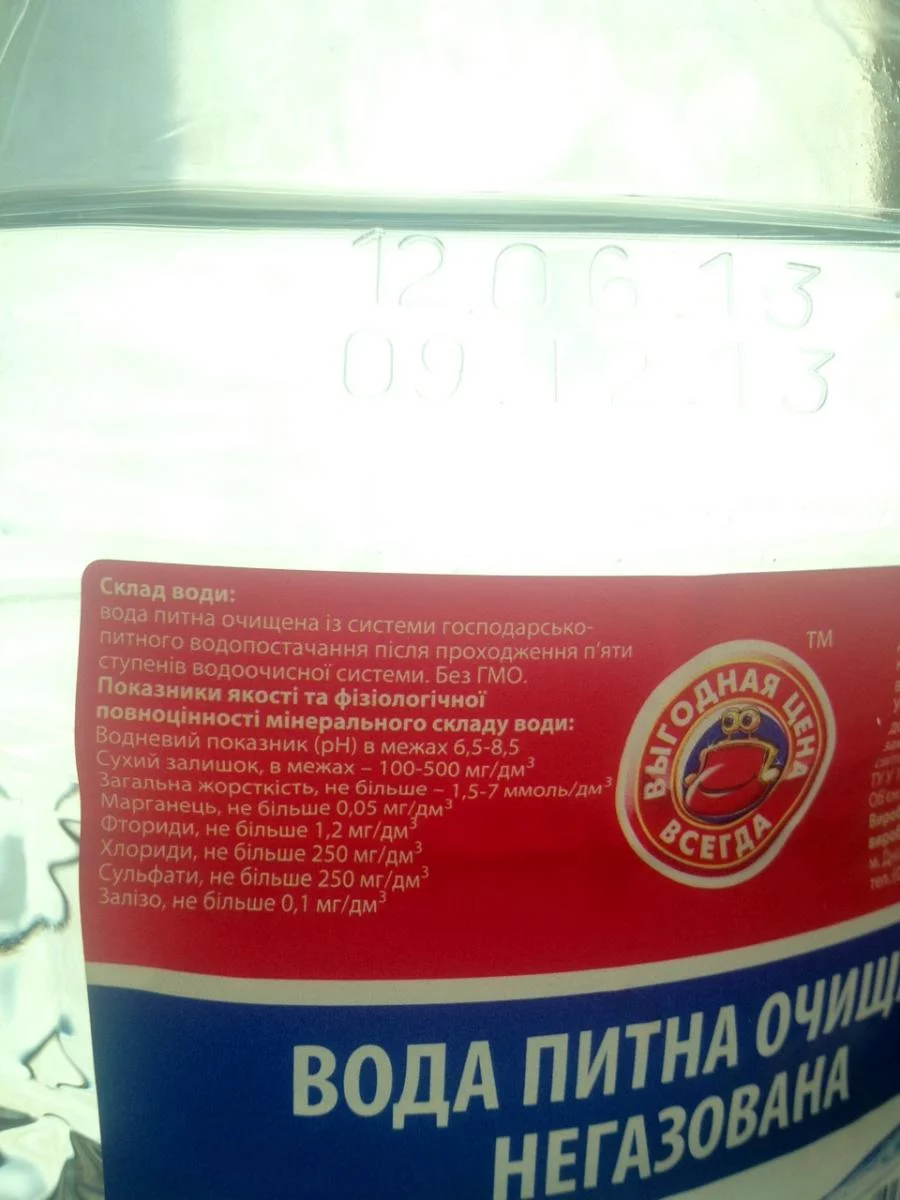 12.06.13
09.12.13
Склад води:
вода питна очищена із системи господарсько-
питного водопостачання після проходження п'яти
ступенів водоочисної системи. Без ГМО.
Показники якості та фізіологічної
повноцінності мінерального складу води:
Водневий показник (pH) в межах 6,5-8,5
Сухий залишок, в межах – 100-500 мг/дм³
Загальна жорсткість, не більше – 1,5-7 ммоль/дм³
Марганець, не більше 0,05 мг/дм³
Фториди, не більше 1,2 мг/дм³
Хлориди, не більше 250 мг/дм³
Сульфати, не більше 250 мг/дм³
Залізо, не більше 0,1 мг/дм³
TM
ВЫГОДНАЯ ЦЕНА
ВСЕГДА
ВОДА ПИТНА ОЧИЩ
НЕГАЗОВАНА